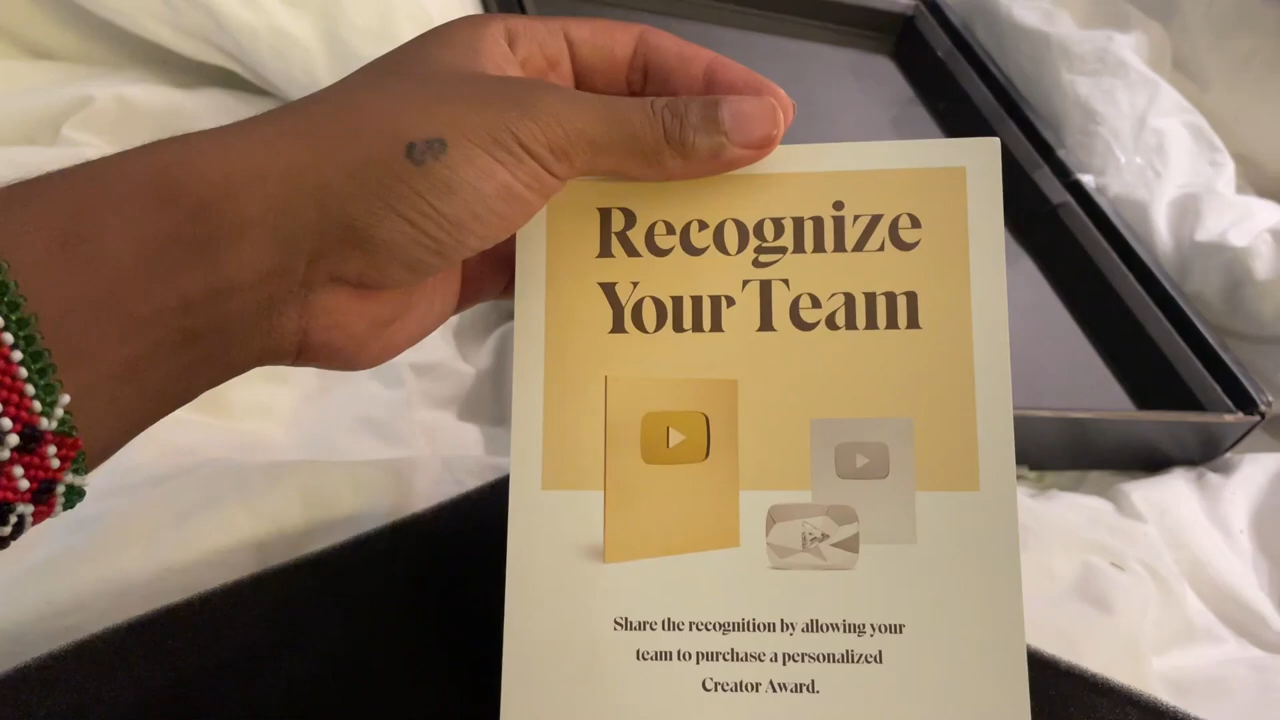 Recognize
Your Team
Share the recognition by allowing your
team to purchase a personalized
Creator Award.